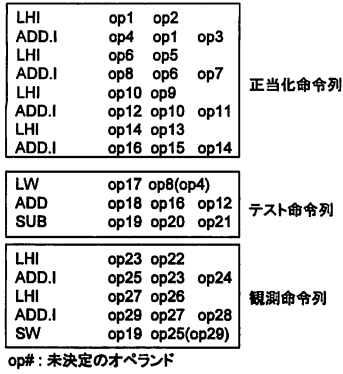 LHI op1 op2
ADD.I op4 op1 op3
LHI op6 op5
ADD.I op8 op6 op7
LHI op10 op9
ADD.I op12 op10 op11
LHI op14 op13
ADD.I op16 op15 op14
正当化命令列
LW op17 op8(op4)
ADD op18 op16 op12
SUB op19 op20 op21
テスト命令列
LHI op23 op22
ADD.I op25 op23 op24
LHI op27 op26
ADD.I op29 op27 op28
SW op19 op25(op29)
観測命令列
op# : 未決定のオペランド